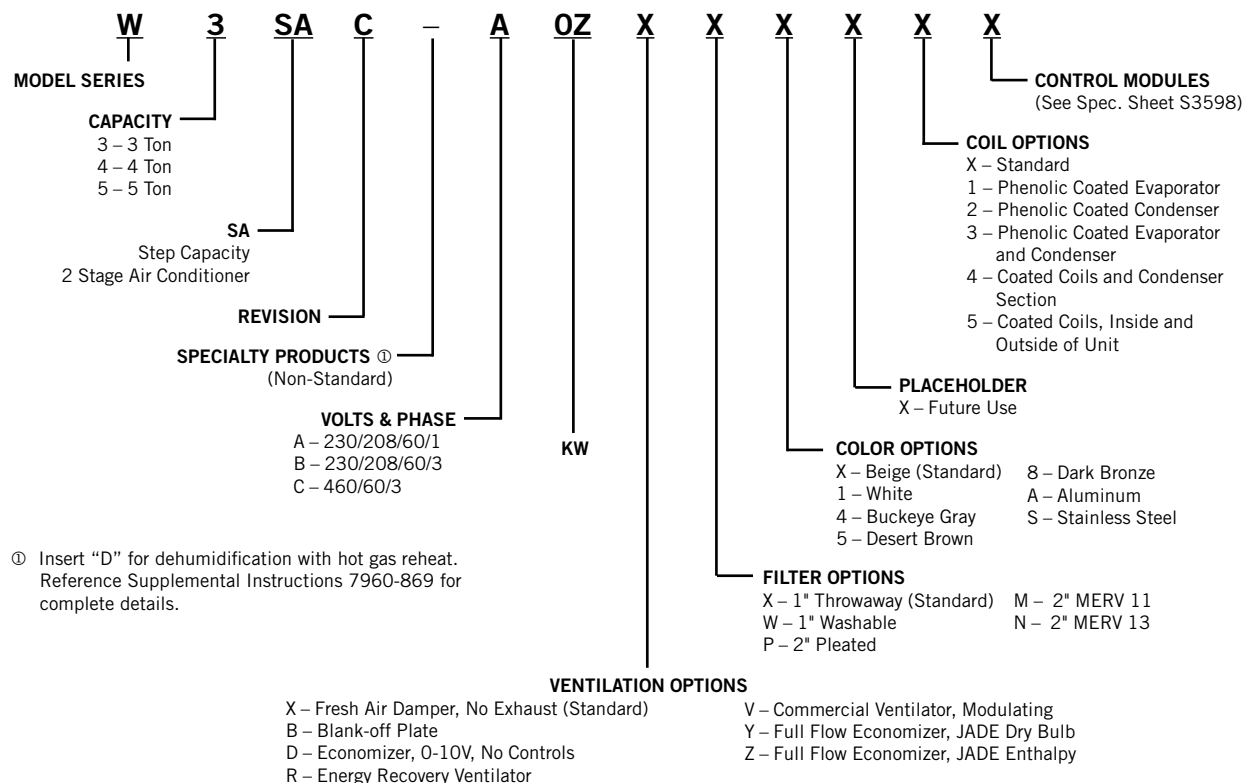 W 3 SA C – A 0Z X X X X X X
MODEL SERIES
CAPACITY
3 – 3 Ton
4 – 4 Ton
5 – 5 Ton
SA
Step Capacity
2 Stage Air Conditioner
REVISION
SPECIALTY PRODUCTS ①
(Non-Standard)
VOLTS & PHASE
A – 230/208/60/1
B – 230/208/60/3
C – 460/60/3
KW
① Insert “D” for dehumidification with hot gas reheat.
Reference Supplemental Instructions 7960-869 for
complete details.
VENTILATION OPTIONS
X – Fresh Air Damper, No Exhaust (Standard)
B – Blank-off Plate
D – Economizer, 0-10V, No Controls
R – Energy Recovery Ventilator
V – Commercial Ventilator, Modulating
Y – Full Flow Economizer, JADE Dry Bulb
Z – Full Flow Economizer, JADE Enthalpy
FILTER OPTIONS
X – 1" Throwaway (Standard)
W – 1" Washable
P – 2" Pleated
M – 2" MERV 11
N – 2" MERV 13
COLOR OPTIONS
X – Beige (Standard)
1 – White
4 – Buckeye Gray
5 – Desert Brown
8 – Dark Bronze
A – Aluminum
S – Stainless Steel
PLACEHOLDER
X – Future Use
COIL OPTIONS
X – Standard
1 – Phenolic Coated Evaporator
2 – Phenolic Coated Condenser
3 – Phenolic Coated Evaporator
and Condenser
4 – Coated Coils and Condenser
Section
5 – Coated Coils, Inside and
Outside of Unit
CONTROL MODULES
(See Spec. Sheet S3598)